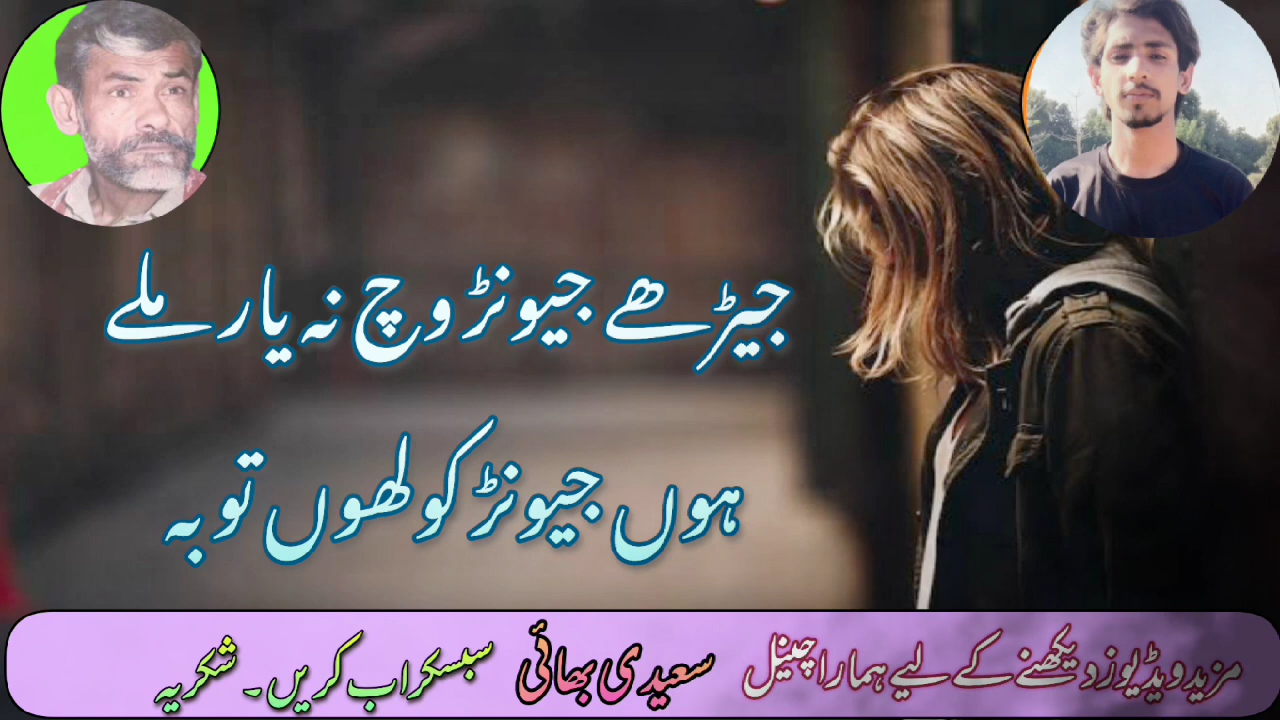 جیڑھے جیونڑ وچ نہ یار ملے
ہوں جیونڑ کولھوں توبہ
مزید ویڈیوز دیکھنے کے لیے ہمارا چینل سعیدی بھائی سبسکراب کریں۔ شکریہ